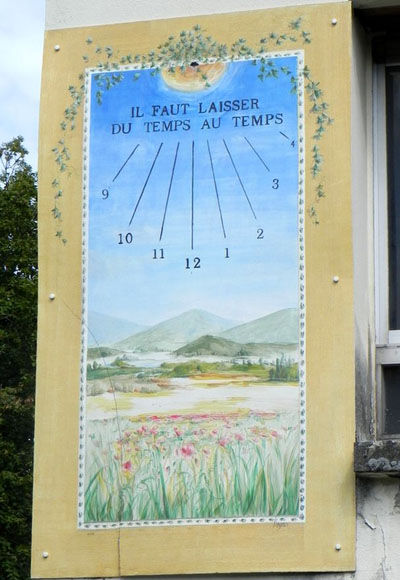 IL FAUT LAISSER
DU TEMPS AU TEMPS
9 10 11 12 1 2 3 4